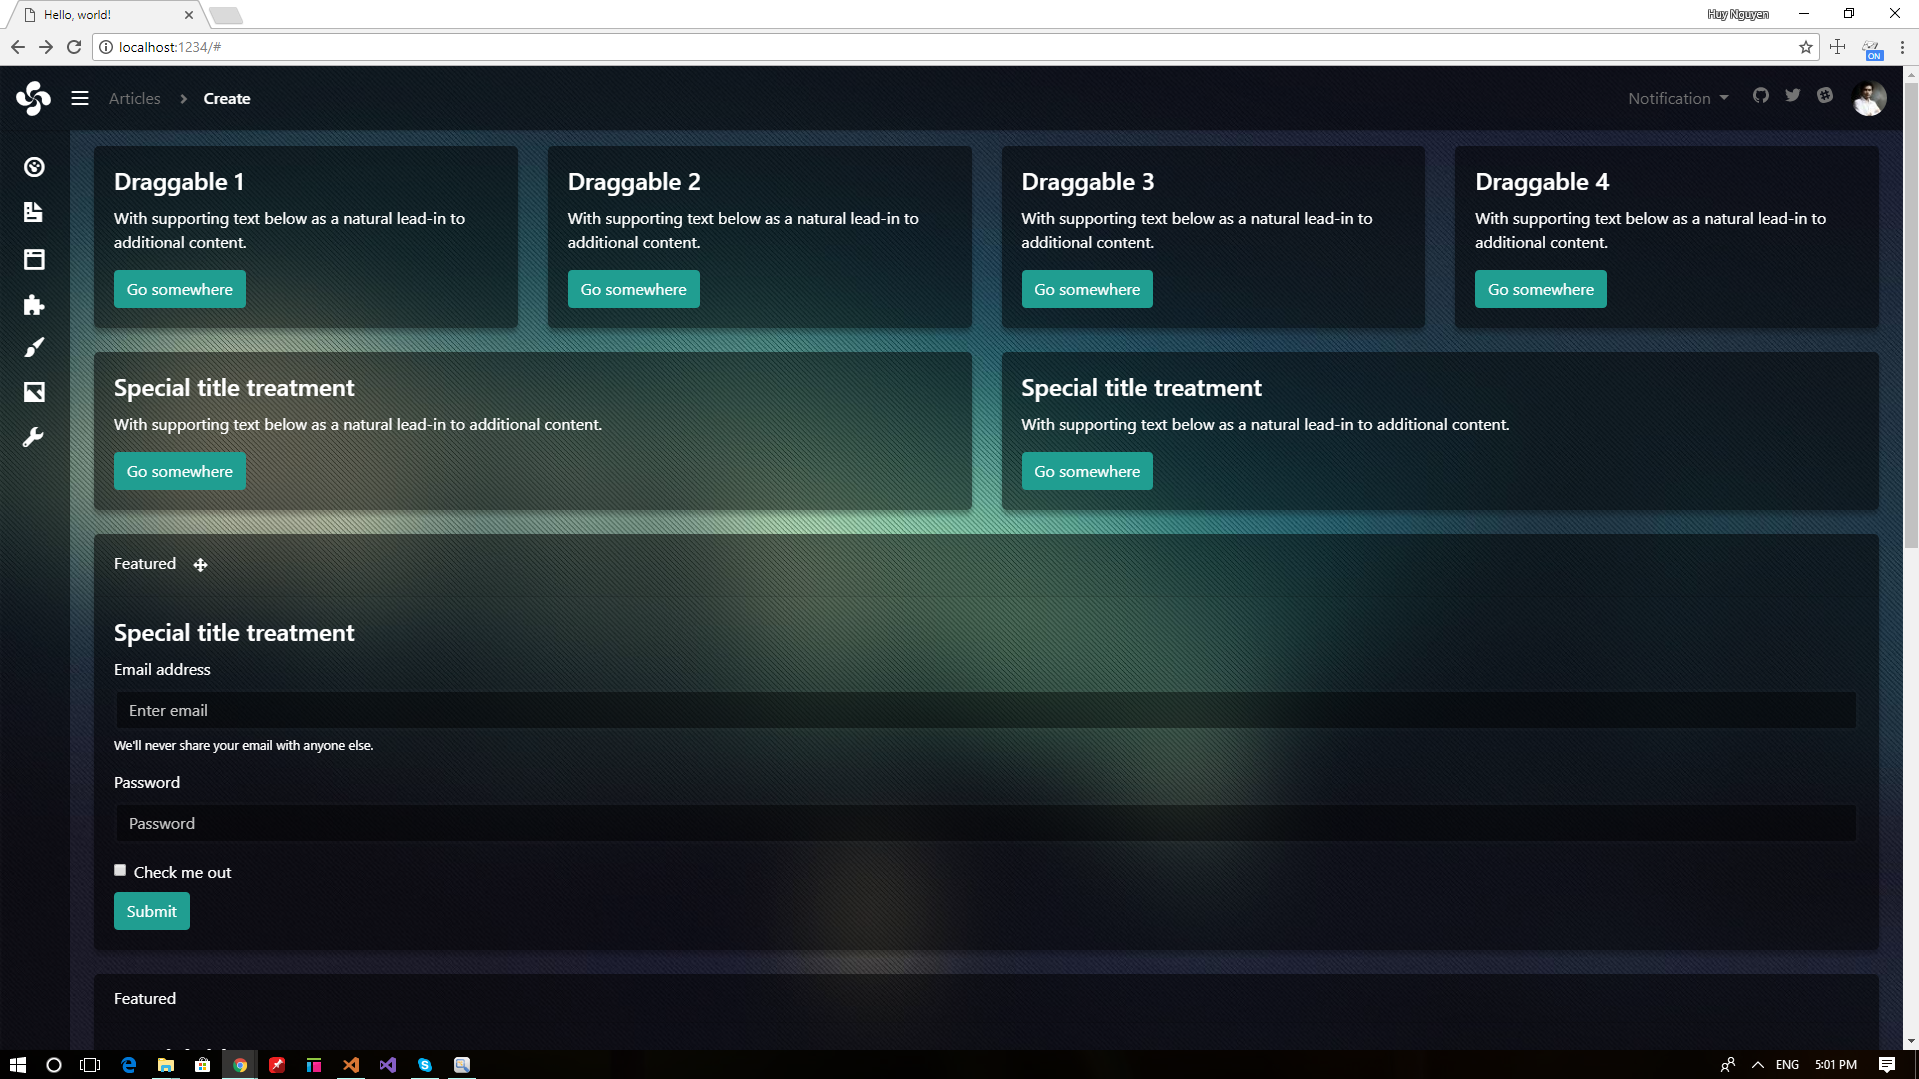 Hello, world!
Huy Nguyen
localhost:1234/#
ON
Articles
Create
Notification
Draggable 1
With supporting text below as a natural lead-in to
additional content.
Go somewhere
Draggable 2
With supporting text below as a natural lead-in to
additional content.
Go somewhere
Draggable 3
With supporting text below as a natural lead-in to
additional content.
Go somewhere
Draggable 4
With supporting text below as a natural lead-in to
additional content.
Go somewhere
Special title treatment
With supporting text below as a natural lead-in to additional content.
Go somewhere
Special title treatment
With supporting text below as a natural lead-in to additional content.
Go somewhere
Featured
Special title treatment
Email address
Enter email
We'll never share your email with anyone else.
Password
Password
Check me out
Submit
Featured
ENG
5:01 PM